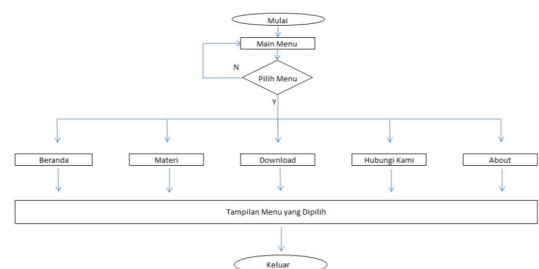 Mulai
Main Menu
N
Pilih Menu
Y
Beranda
Materi
Download
Hubungi Kami
About
Tampilan Menu yang Dipilih
Keluar